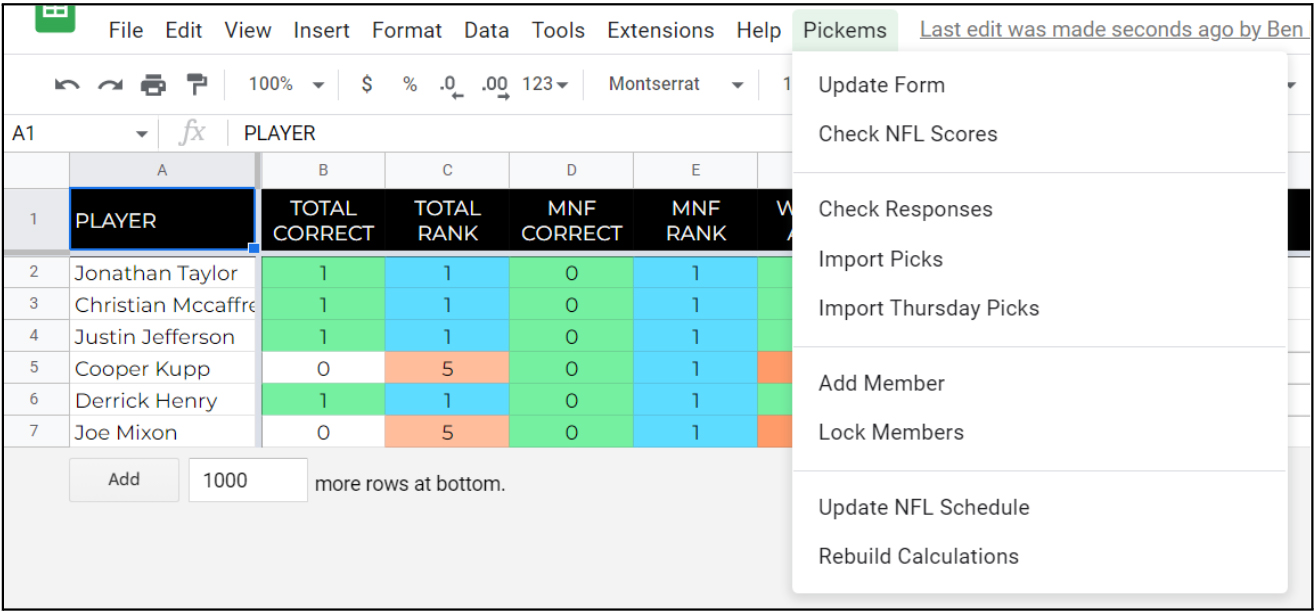 File Edit View Insert Format Data Tools Extensions Help Pickems Last edit was made seconds ago by Ben
100% $ % .0 .00 123 Montserrat 1
A1 fx PLAYER
A B C D E
1 PLAYER TOTAL CORRECT TOTAL RANK MNF CORRECT MNF RANK W
2 Jonathan Taylor 1 1 0 1
3 Christian Mccaffre 1 1 0 1
4 Justin Jefferson 1 1 0 1
5 Cooper Kupp 0 5 0 1
6 Derrick Henry 1 1 0 1
7 Joe Mixon 0 5 0 1
Add 1000 more rows at bottom.
Update Form
Check NFL Scores
Check Responses
Import Picks
Import Thursday Picks
Add Member
Lock Members
Update NFL Schedule
Rebuild Calculations